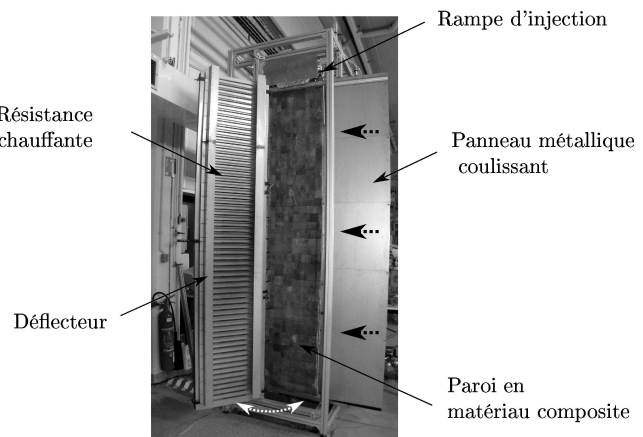 Rampe d'injection
Résistance
chauffante
Panneau métallique
coulissant
Déflecteur
Paroi en
matériau composite